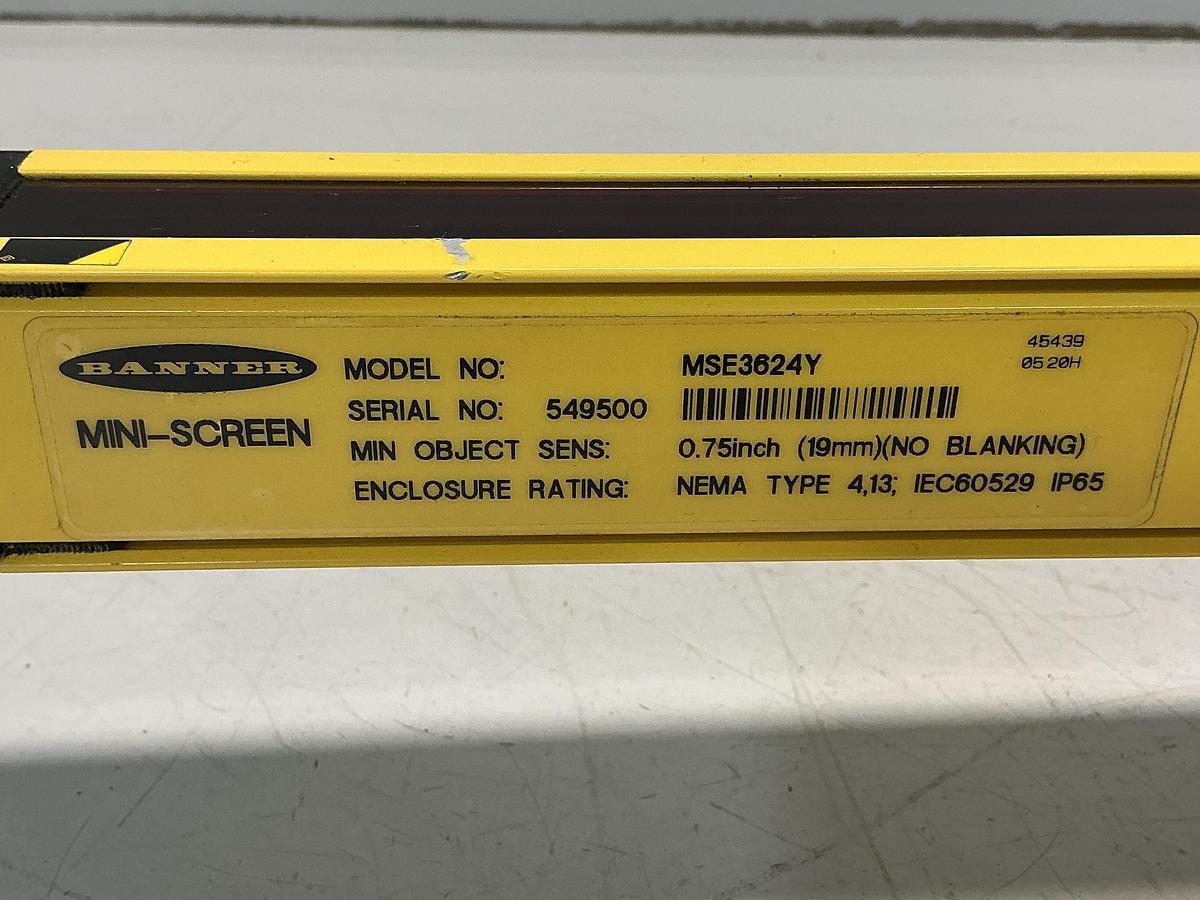 BANNER
MINI-SCREEN
MODEL NO: MSE3624Y
SERIAL NO: 549500
MIN OBJECT SENS: 0.75inch (19mm)(NO BLANKING)
ENCLOSURE RATING: NEMA TYPE 4,13; IEC60529 IP65
45439
0520H